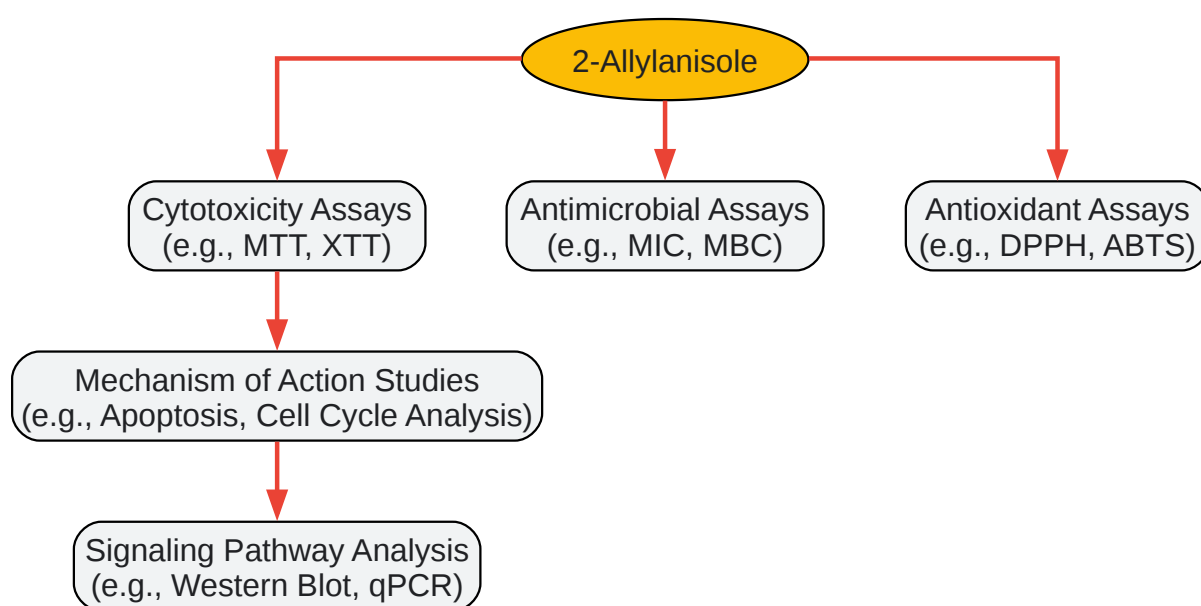 2-Allylanisole
Cytotoxicity Assays
(e.g., MTT, XTT)
Antimicrobial Assays
(e.g., MIC, MBC)
Antioxidant Assays
(e.g., DPPH, ABTS)
Mechanism of Action Studies
(e.g., Apoptosis, Cell Cycle Analysis)
Signaling Pathway Analysis
(e.g., Western Blot, qPCR)